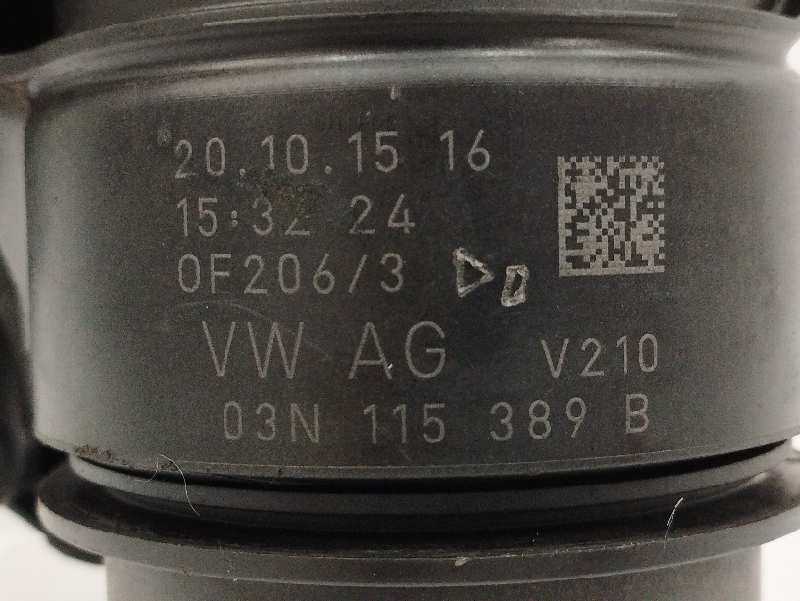 20.10.15 16
15:32 24
0F206/3
VW AG V210
03N 115 389 B